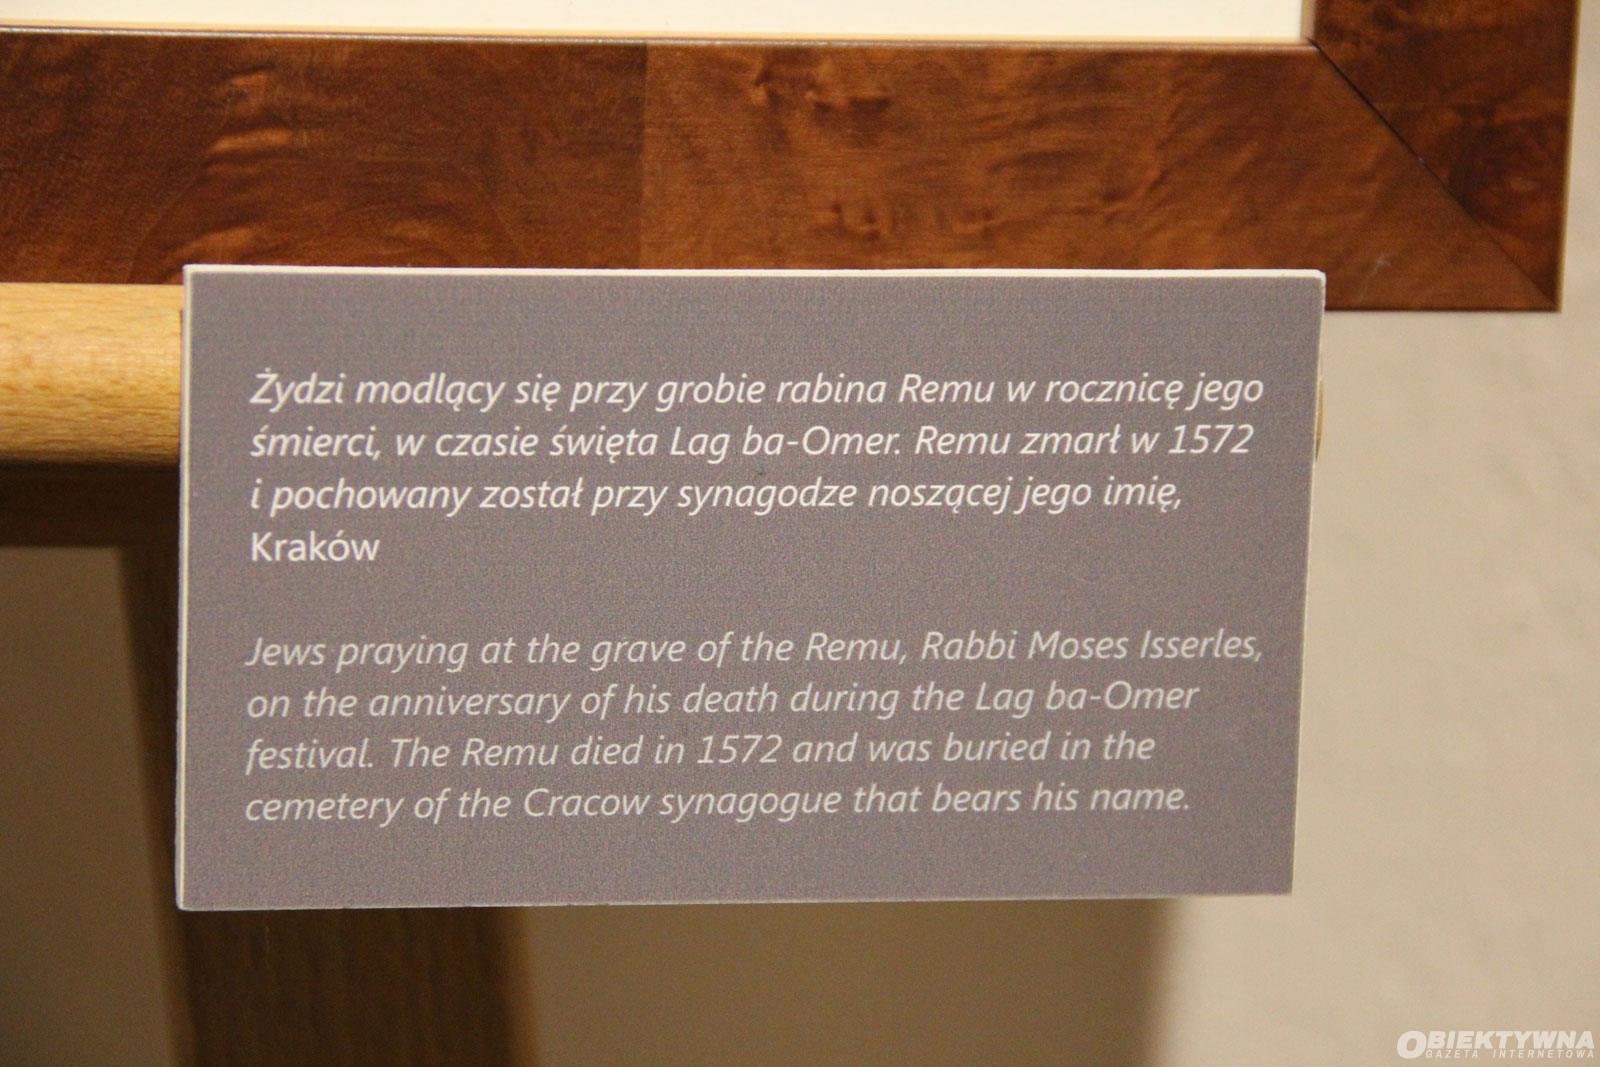 Żydzi modlący się przy grobie rabina Remu w rocznicę jego
śmierci, w czasie święta Lag ba-Omer. Remu zmarł w 1572
i pochowany został przy synagodze noszącej jego imię,
Kraków
Jews praying at the grave of the Remu, Rabbi Moses Isserles,
on the anniversary of his death during the Lag ba-Omer
festival. The Remu died in 1572 and was buried in the
cemetery of the Cracow synagogue that bears his name.
OBIEKTYWNA
GAZETA INTERNETOWA